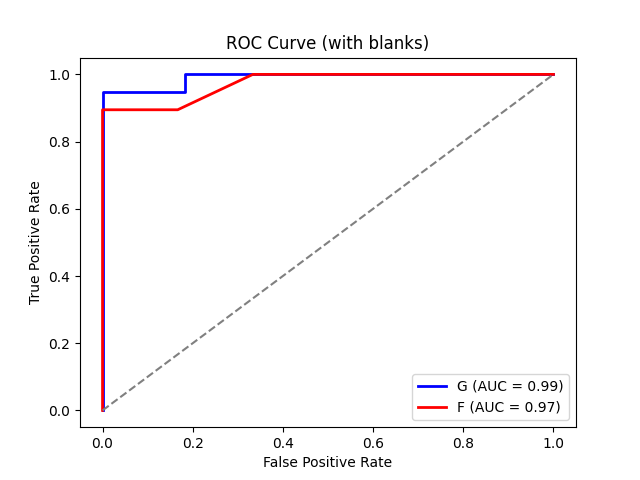 ROC Curve (with blanks)
True Positive Rate
1.0
0.8
0.6
0.4
0.2
0.0
0.0 0.2 0.4 0.6 0.8 1.0
False Positive Rate
G (AUC = 0.99)
F (AUC = 0.97)